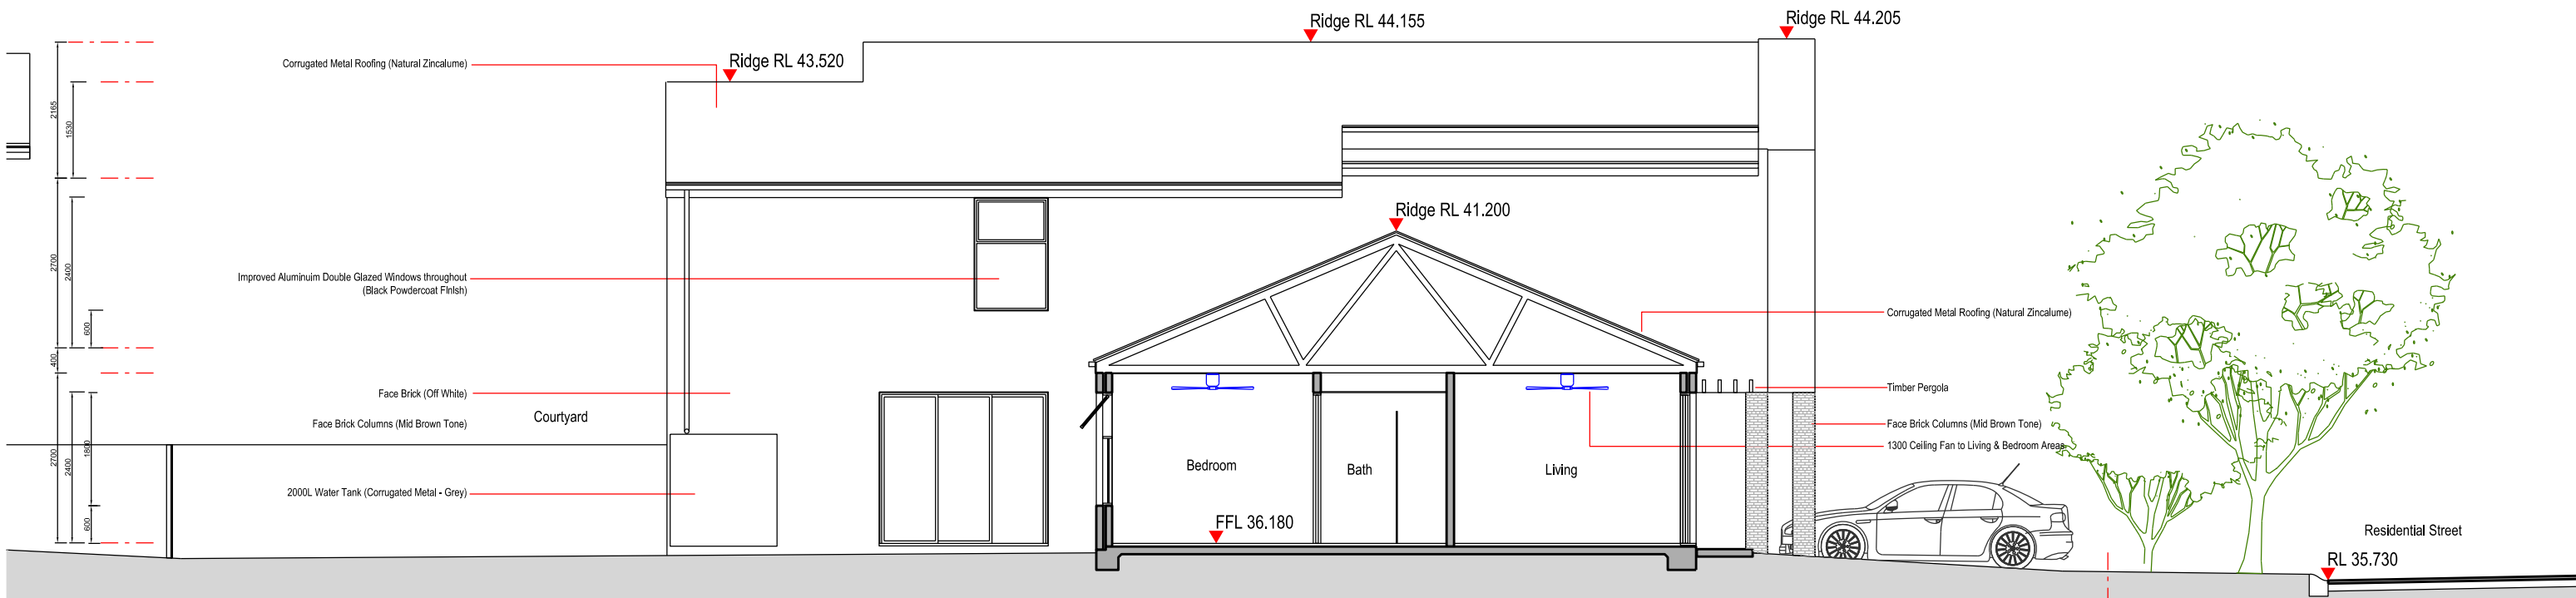 Ridge RL 44.205
Ridge RL 44.155
Ridge RL 43.520
Corrugated Metal Roofing (Natural Zincalume)
2165
1530
Ridge RL 41.200
2700
2400
Improved Aluminuim Double Glazed Windows throughout
(Black Powdercoat Finish)
600
Corrugated Metal Roofing (Natural Zincalume)
400
Face Brick (Off White)
Timber Pergola
Courtyard
Face Brick Columns (Mid Brown Tone)
Face Brick Columns (Mid Brown Tone)
1300 Ceiling Fan to Living & Bedroom Areas
2700
2400
1800
Bedroom
Bath
Living
2000L Water Tank (Corrugated Metal - Grey)
600
FFL 36.180
Residential Street
RL 35.730